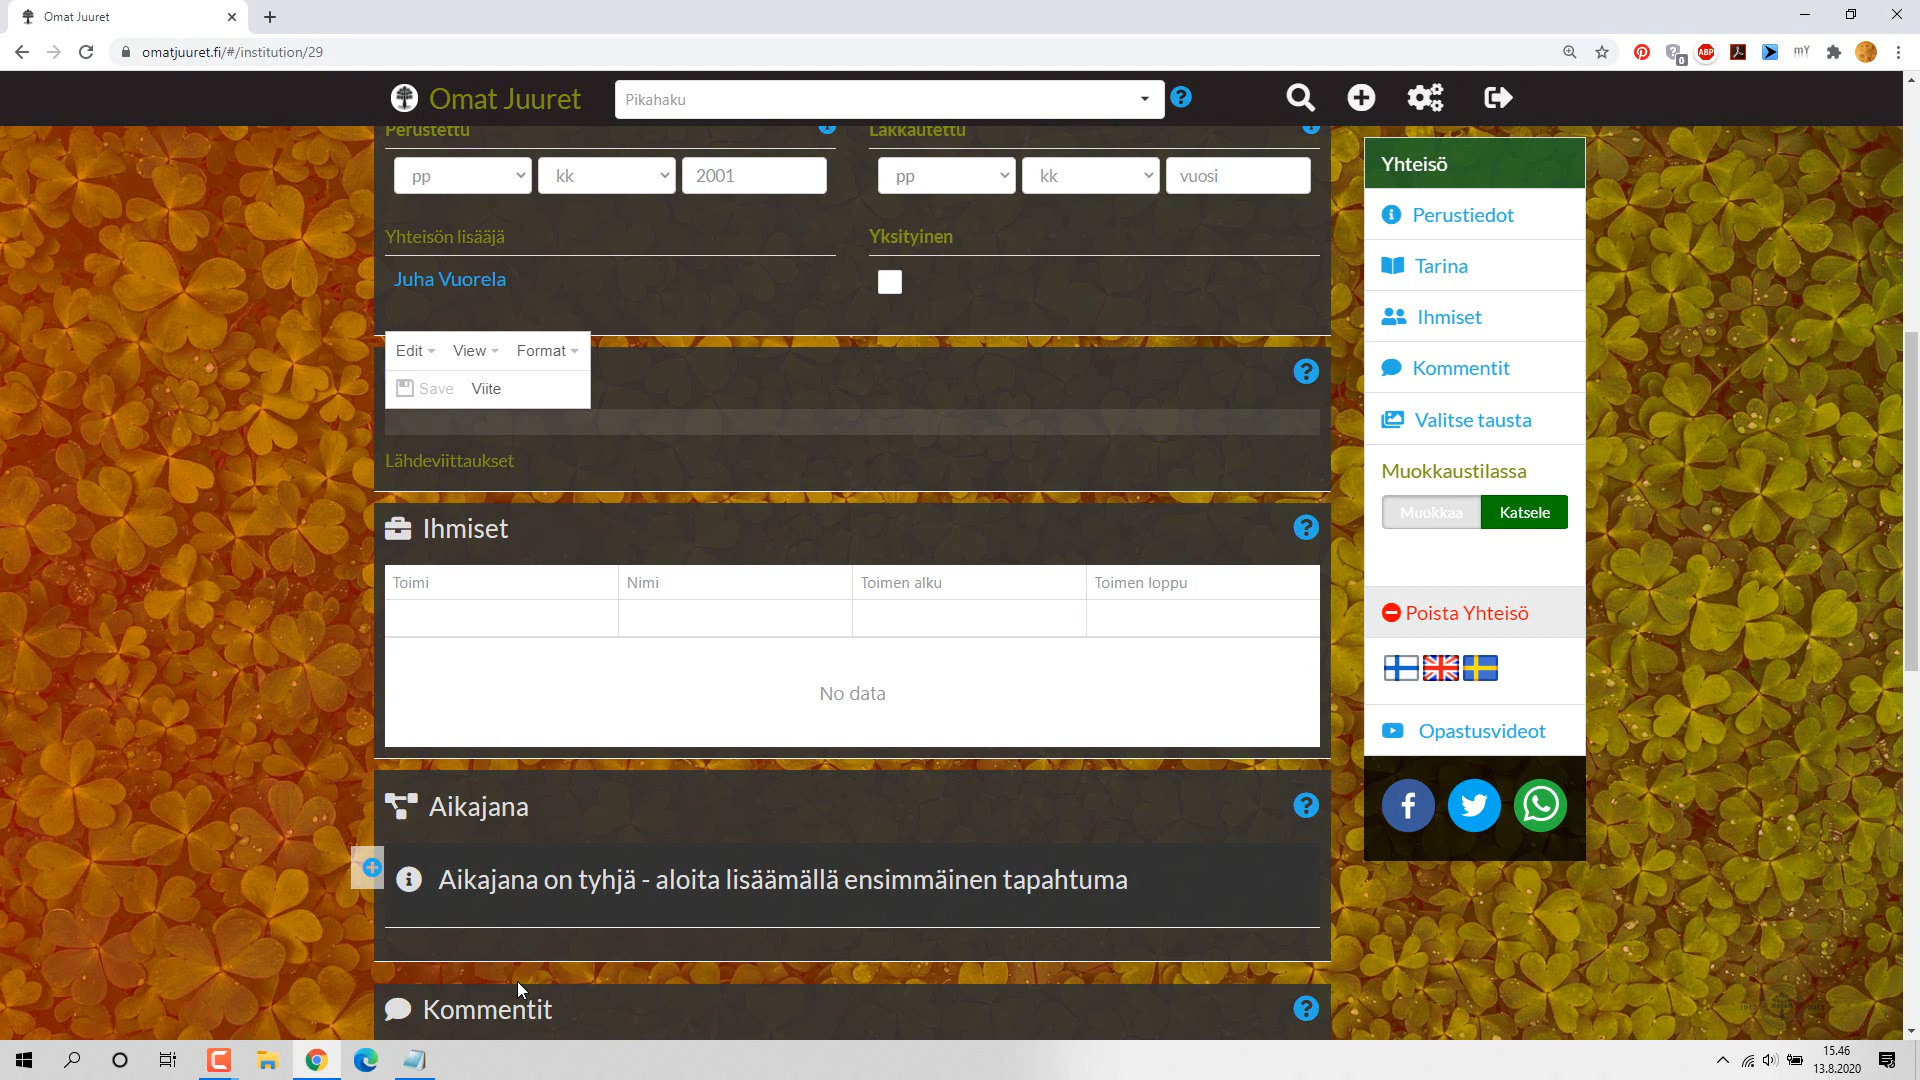 Omat Juuret
omatjuuret.fi/#/institution/29
0
ABP
mY
Omat Juuret
Pikahaku
Perustettu
Lakkautettu
pp
kk
2001
pp
kk
vuosi
Yhteisön lisääjä
Yksityinen
Juha Vuorela
Edit
View
Format
Save
Viite
Lähdeviittaukset
Ihmiset
Toimi
Nimi
Toimen alku
Toimen loppu
No data
Aikajana
Aikajana on tyhjä - aloita lisäämällä ensimmäinen tapahtuma
Kommentit
Yhteisö
Perustiedot
Tarina
Ihmiset
Kommentit
Valitse tausta
Muokkaustilassa
Muokkaa
Katsele
Poista Yhteisö
Opastusvideot
15.46
13.8.2020